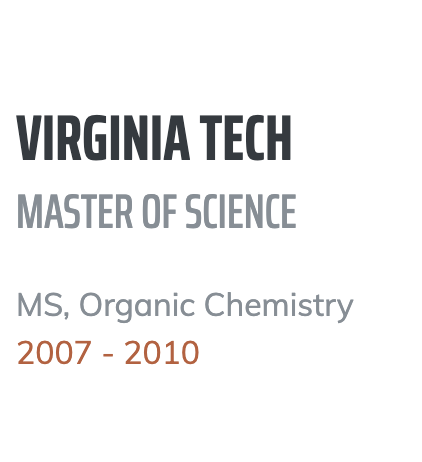 VIRGINIA TECH
MASTER OF SCIENCE
MS, Organic Chemistry
2007 - 2010